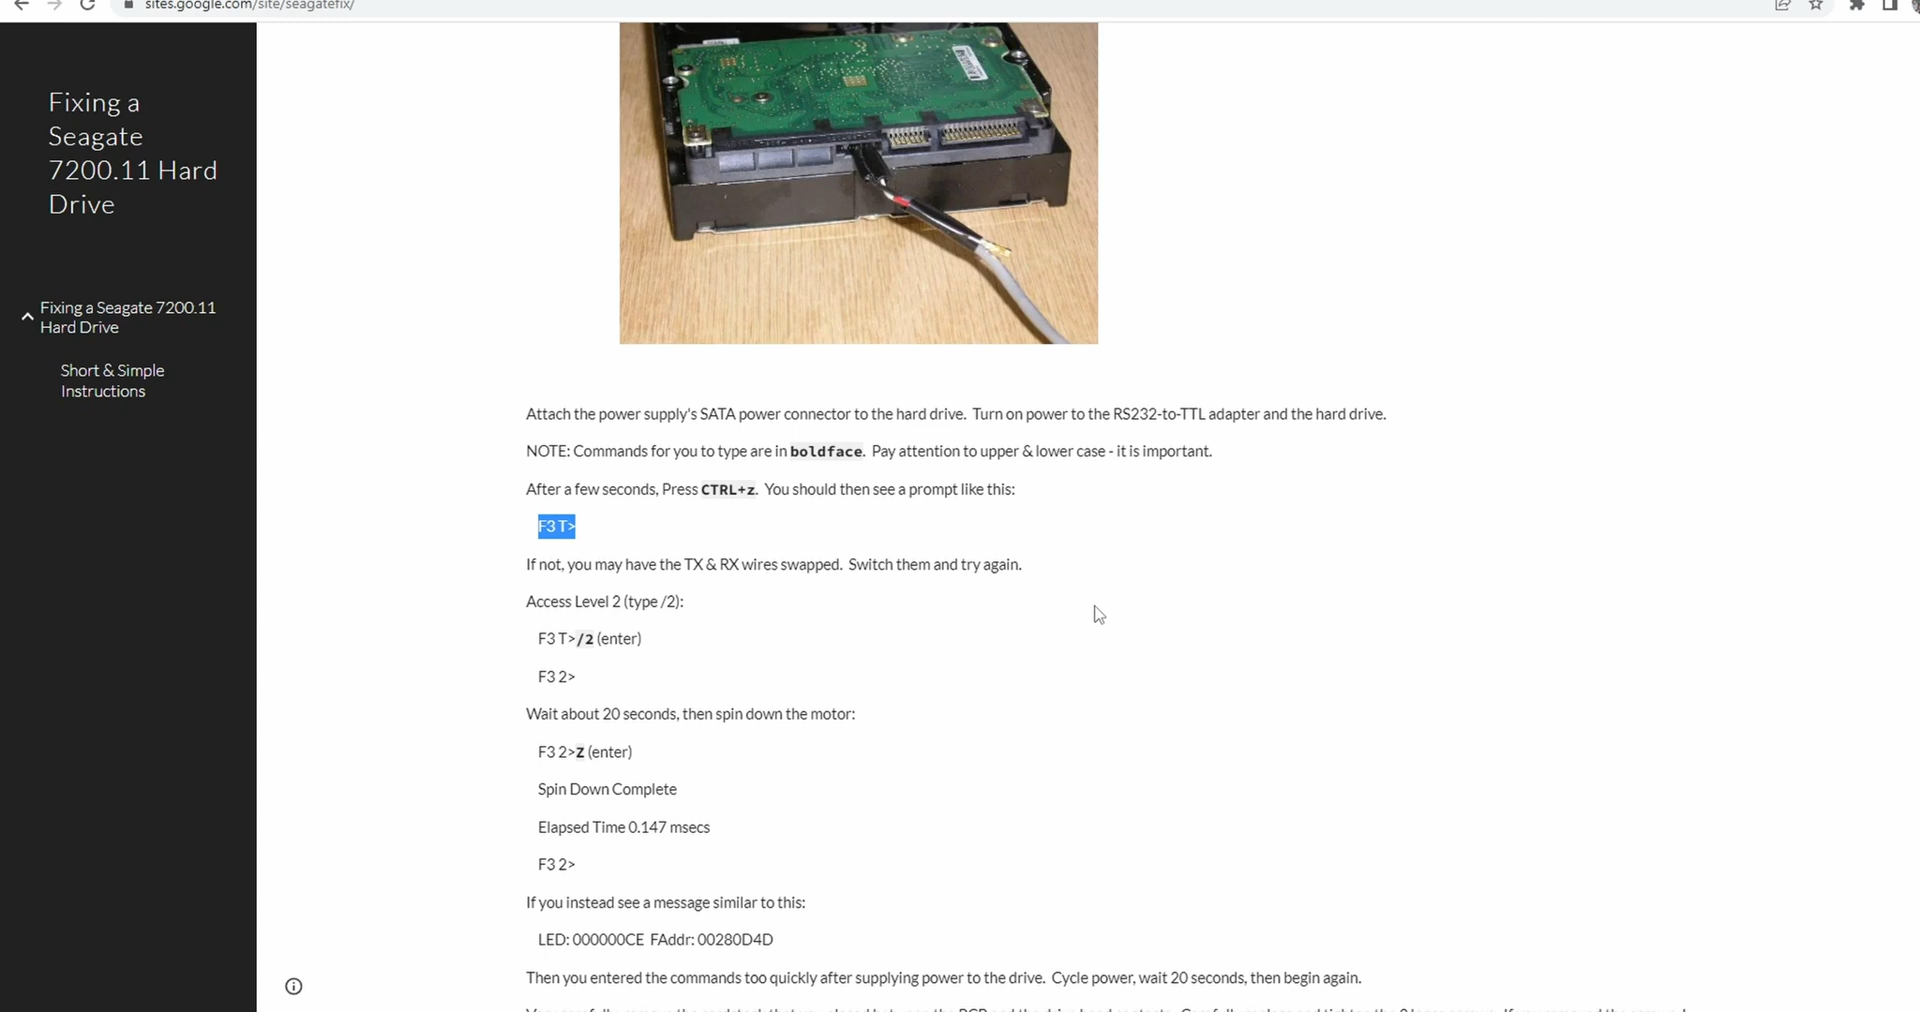 sites.google.com/site/seagatefix/
Fixing a
Seagate
7200.11 Hard
Drive
Fixing a Seagate 7200.11
Hard Drive
Short & Simple
Instructions
Attach the power supply's SATA power connector to the hard drive. Turn on power to the RS232-to-TTL adapter and the hard drive.
NOTE: Commands for you to type are in boldface. Pay attention to upper & lower case - it is important.
After a few seconds, Press CTRL+z. You should then see a prompt like this:
F3 T>
If not, you may have the TX & RX wires swapped. Switch them and try again.
Access Level 2 (type /2):
F3 T>/2 (enter)
F3 2>
Wait about 20 seconds, then spin down the motor:
F3 2>Z (enter)
Spin Down Complete
Elapsed Time 0.147 msecs
F3 2>
If you instead see a message similar to this:
LED: 000000CE FAddr: 00280D4D
Then you entered the commands too quickly after supplying power to the drive. Cycle power, wait 20 seconds, then begin again.